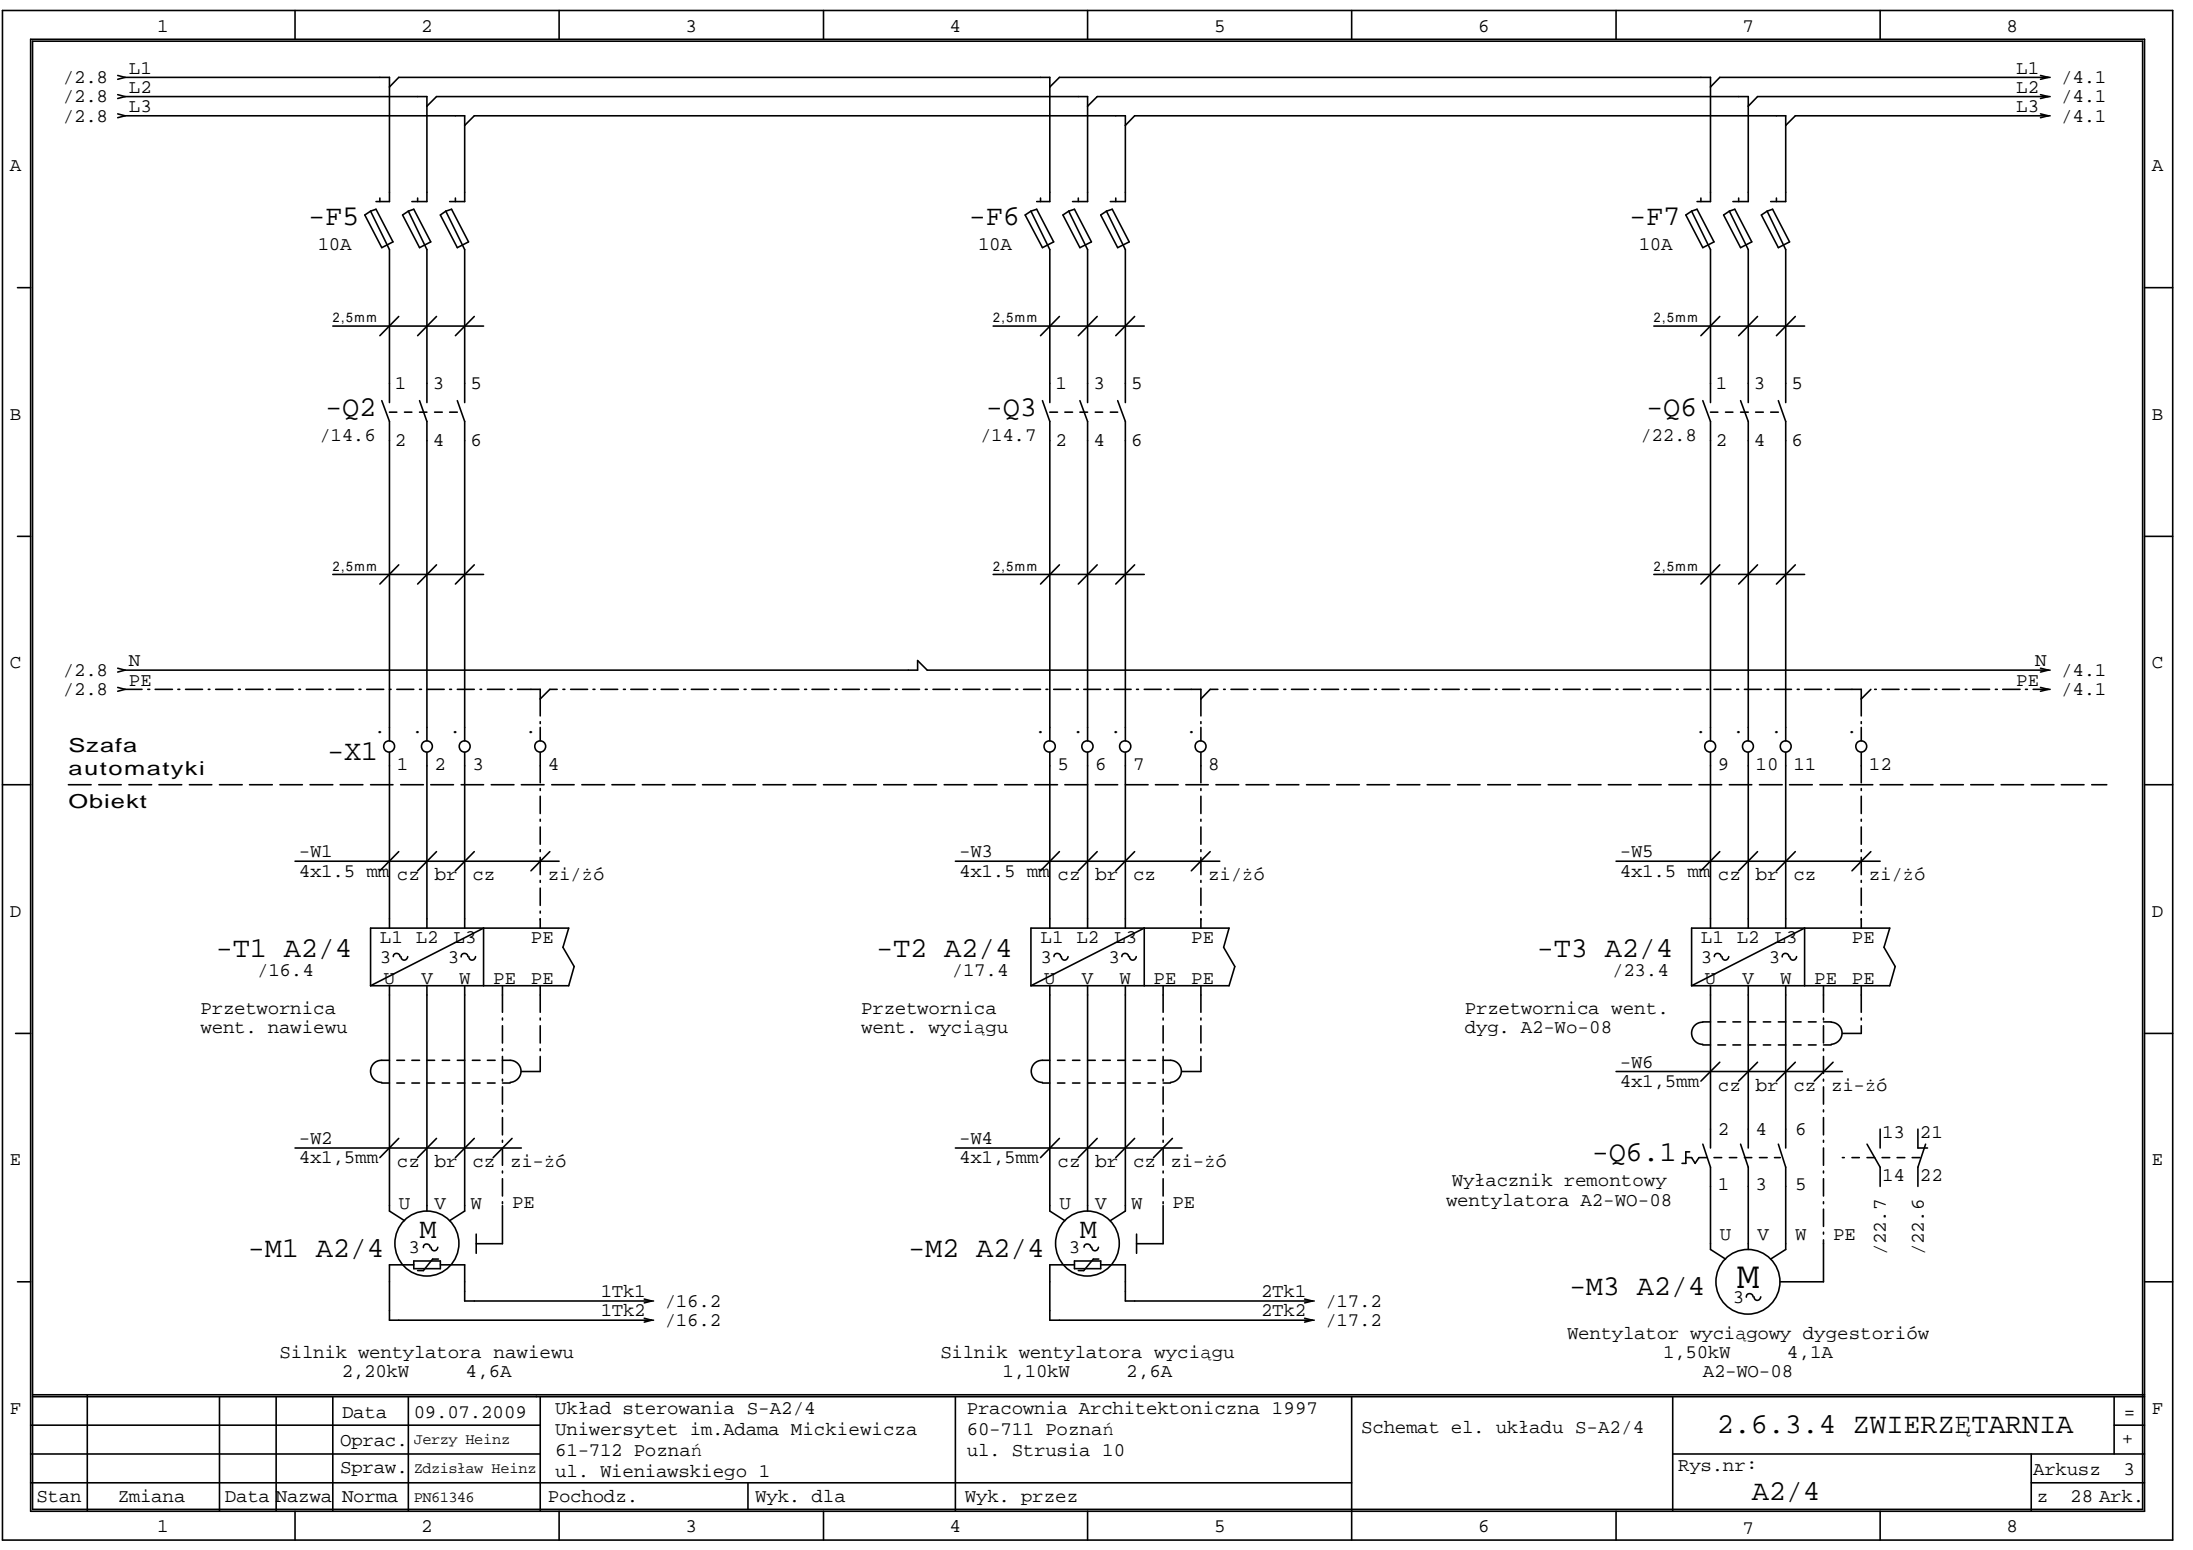 1 2 3 4 5 6 7 8
/2.8 L1 L1 /4.1
/2.8 L2 L2 /4.1
/2.8 L3 L3 /4.1
A A
-F5 -F6 -F7
10A 10A 10A
2,5mm 2,5mm 2,5mm
1 3 5 1 3 5 1 3 5
B -Q2 -Q3 -Q6 B
/14.6 2 4 6 /14.7 2 4 6 /22.8 2 4 6
2,5mm 2,5mm 2,5mm
C C
/2.8 N N /4.1
/2.8 PE PE /4.1
Szafa
automatyki
-X1 1 2 3 4 5 6 7 8 9 10 11 12
Obiekt
-W1 -W3 -W5
4x1.5 mm cz br cz zi/żó 4x1.5 mm cz br cz zi/żó 4x1.5 mm cz br cz zi/żó
D D
L1 L2 L3 PE L1 L2 L3 PE L1 L2 L3 PE
-T1 A2/4 3~ 3~ -T2 A2/4 3~ 3~ -T3 A2/4 3~ 3~
/16.4 U V W PE PE /17.4 U V W PE PE /23.4 U V W PE PE
Przetwornica Przetwornica Przetwornica went.
went. nawiewu went. wyciągu dyg. A2-Wo-08
-W6
4x1,5mm cz br cz zi-żó
-W2 -W4
4x1,5mm cz br cz zi-żó 4x1,5mm cz br cz zi-żó
E E
2 4 6 13 21
-Q6.1
14 22
Wyłacznik remontowy 1 3 5
wentylatora A2-WO-08
/22.7 /22.6
U V W PE U V W PE
U V W PE
-M1 A2/4 M 3~ -M2 A2/4 M 3~
-M3 A2/4 M 3~
1Tk1 /16.2 2Tk1 /17.2
1Tk2 /16.2 2Tk2 /17.2
Wentylator wyciągowy dygestoriów
1,50kW 4,1A
A2-WO-08
Silnik wentylatora nawiewu Silnik wentylatora wyciągu
2,20kW 4,6A 1,10kW 2,6A
F F
Data 09.07.2009
Oprac. Jerzy Heinz
Spraw. Zdzisław Heinz
Stan Zmiana Data Nazwa Norma PN61346
Układ sterowania S-A2/4
Uniwersytet im.Adama Mickiewicza
61-712 Poznań
ul. Wieniawskiego 1
Pochodz. Wyk. dla
Pracownia Architektoniczna 1997
60-711 Poznań
ul. Strusia 10
Wyk. przez
Schemat el. układu S-A2/4
2.6.3.4 ZWIERZĘTARNIA
=
+
Rys.nr:
A2/4
Arkusz 3
z 28 Ark.
1 2 3 4 5 6 7 8